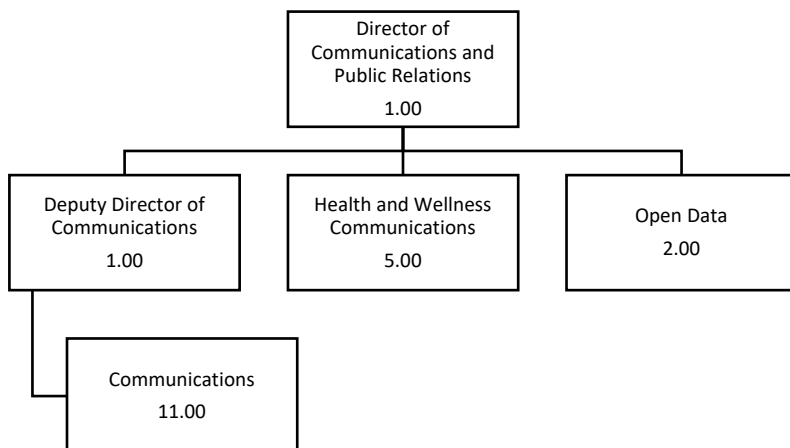 Director of
Communications and
Public Relations
1.00
Deputy Director of
Communications
1.00
Health and Wellness
Communications
5.00
Open Data
2.00
Communications
11.00